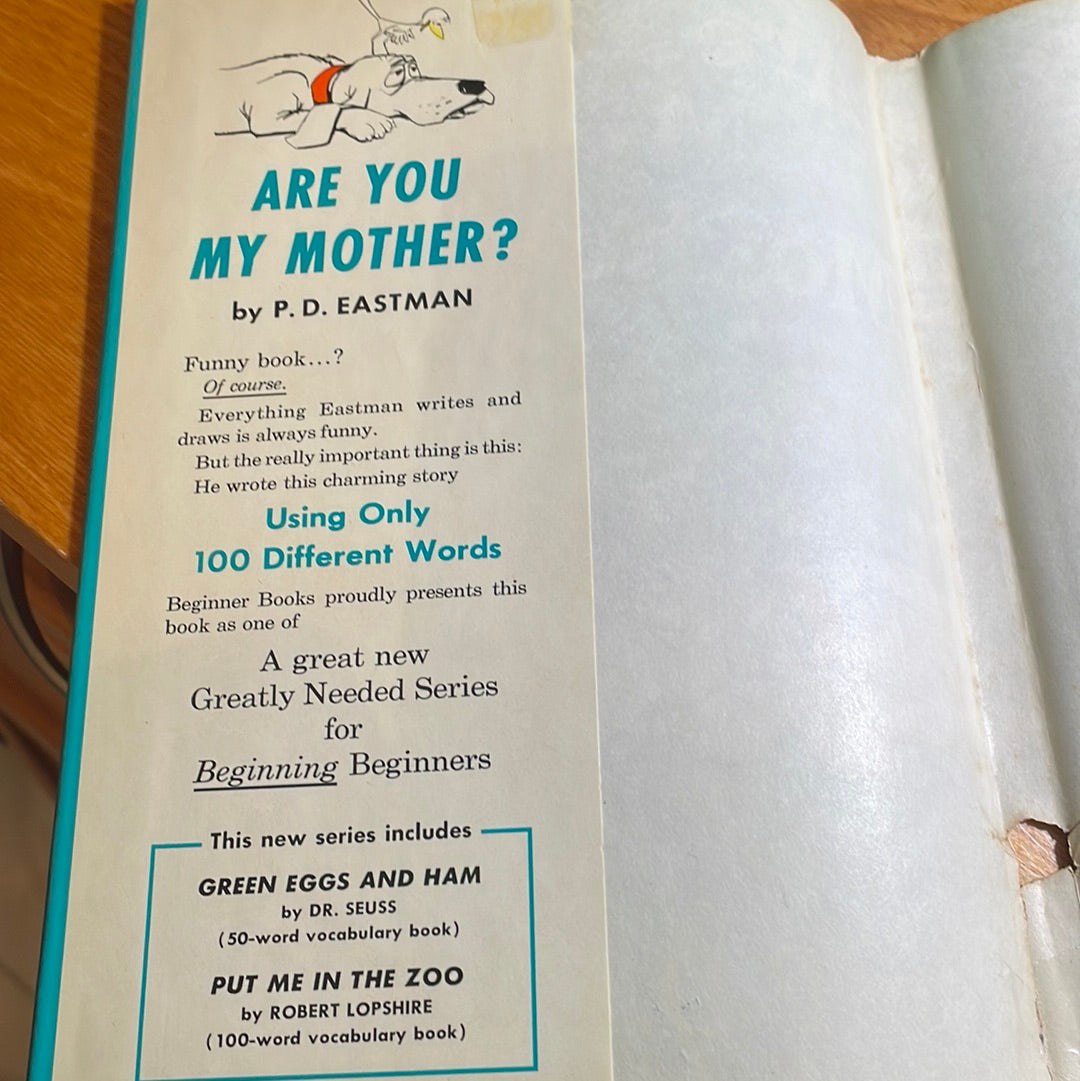 ARE YOU
MY MOTHER?
by P. D. EASTMAN
Funny book...?
Of course.
Everything Eastman writes and
draws is always funny.
But the really important thing is this:
He wrote this charming story
Using Only
100 Different Words
Beginner Books proudly presents this
book as one of
A great new
Greatly Needed Series
for
Beginning Beginners
This new series includes
GREEN EGGS AND HAM
by DR. SEUSS
(50-word vocabulary book)
PUT ME IN THE ZOO
by ROBERT LOPSHIRE
(100-word vocabulary book)